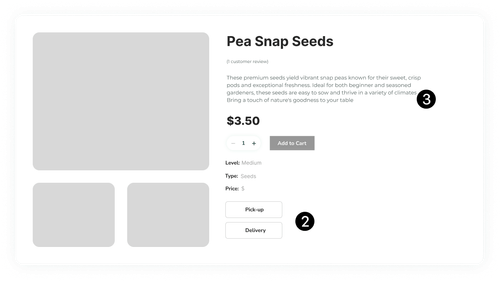 Pea Snap Seeds
(1 customer review)
These premium seeds yield vibrant snap peas known for their sweet, crisp
pods and exceptional freshness. Ideal for both beginner and seasoned
gardeners, these seeds are easy to sow and thrive in a variety of climates.
Bring a touch of nature's goodness to your table
3
$3.50
− 1 + Add to Cart
Level: Medium
Type: Seeds
Price: $
Pick-up
2
Delivery